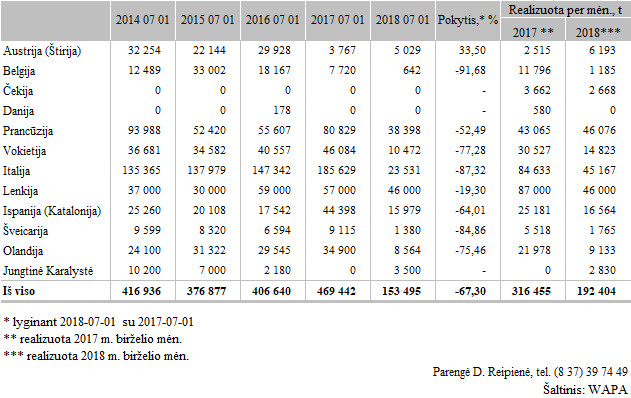 2014 07 01 2015 07 01 2016 07 01 2017 07 01 2018 07 01 Pokytis,* % Realizuota per mėn., t
2017 ** 2018***
Austrija (Štirija) 32 254 22 144 29 928 3 767 5 029 33,50 2 515 6 193
Belgija 12 489 33 002 18 167 7 720 642 -91,68 11 796 1 185
Čekija 0 0 0 0 0 - 3 662 2 668
Danija 0 0 178 0 0 - 580 0
Prancūzija 93 988 52 420 55 607 80 829 38 398 -52,49 43 065 46 076
Vokietija 36 681 34 582 40 557 46 084 10 472 -77,28 30 527 14 823
Italija 135 365 137 979 147 342 185 629 23 531 -87,32 84 633 45 167
Lenkija 37 000 30 000 59 000 57 000 46 000 -19,30 87 000 46 000
Ispanija (Katalonija) 25 260 20 108 17 542 44 398 15 979 -64,01 25 181 16 564
Šveicarija 9 599 8 320 6 594 9 115 1 380 -84,86 5 518 1 765
Olandija 24 100 31 322 29 545 34 900 8 564 -75,46 21 978 9 133
Jungtinė Karalystė 10 200 7 000 2 180 0 3 500 - 0 2 830
Iš viso 416 936 376 877 406 640 469 442 153 495 -67,30 316 455 192 404
* lyginant 2018-07-01 su 2017-07-01
** realizuota 2017 m. birželio mėn.
*** realizuota 2018 m. birželio mėn.
Parengė D. Reipienė, tel. (8 37) 39 74 49
Šaltinis: WAPA